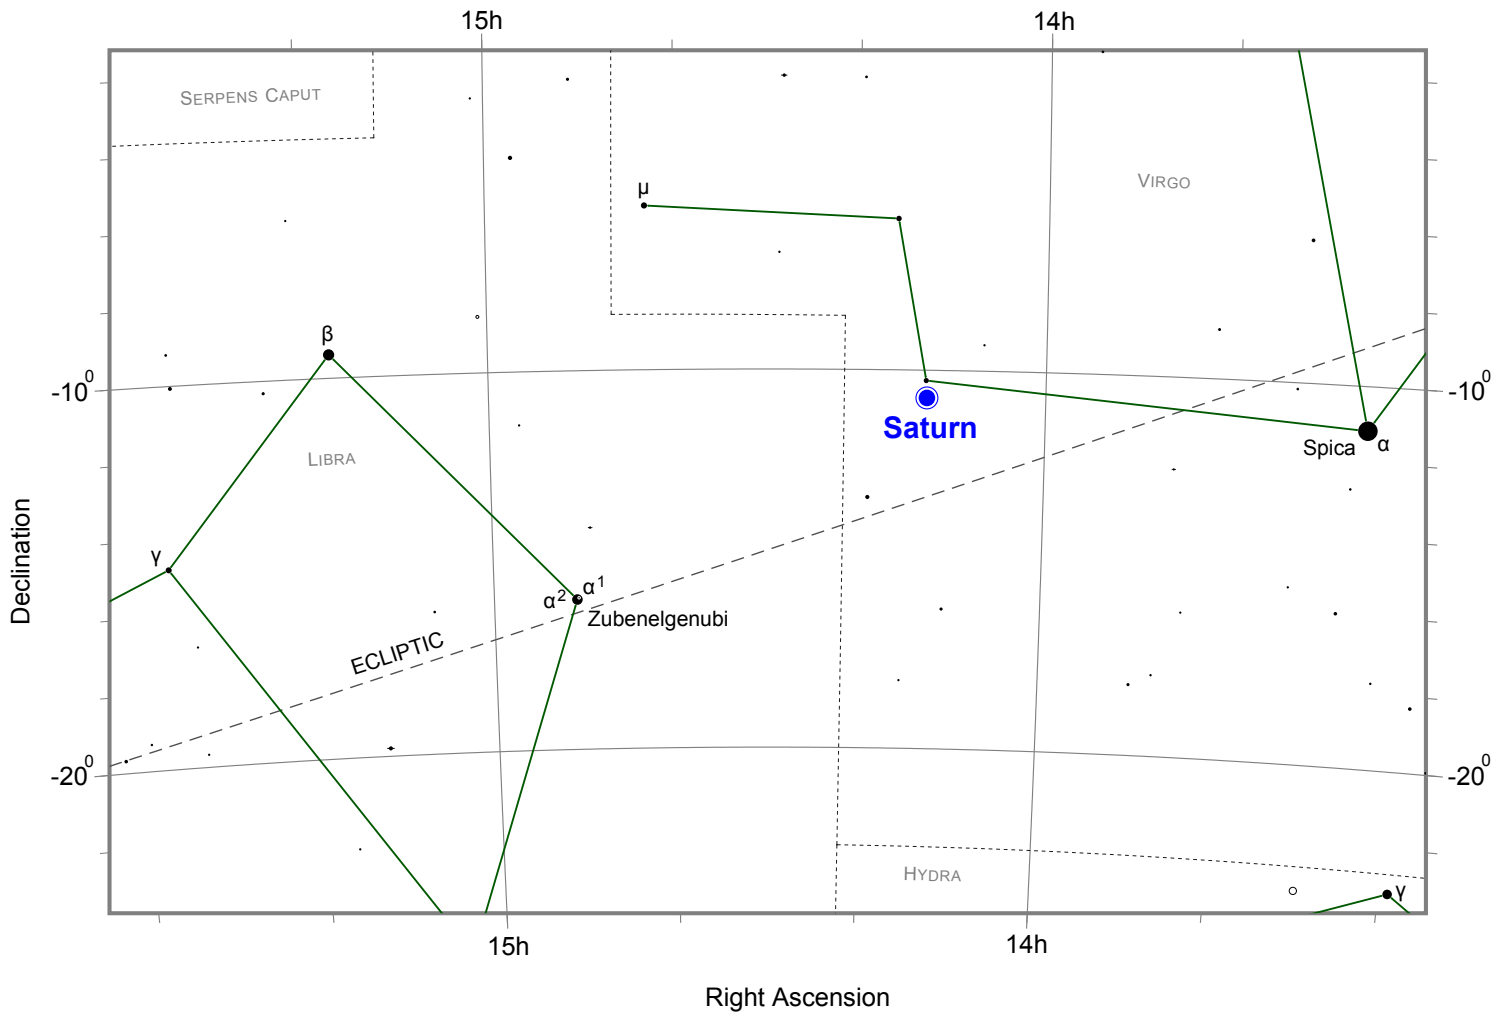 15h
14h
SERPENS CAPUT
VIRGO
μ
β
-10⁰
-10⁰
Saturn
Spica
α
LIBRA
γ
α² α¹
Zubenelgenubi
ECLIPTIC
-20⁰
-20⁰
HYDRA
γ
15h
14h
Declination
Right Ascension